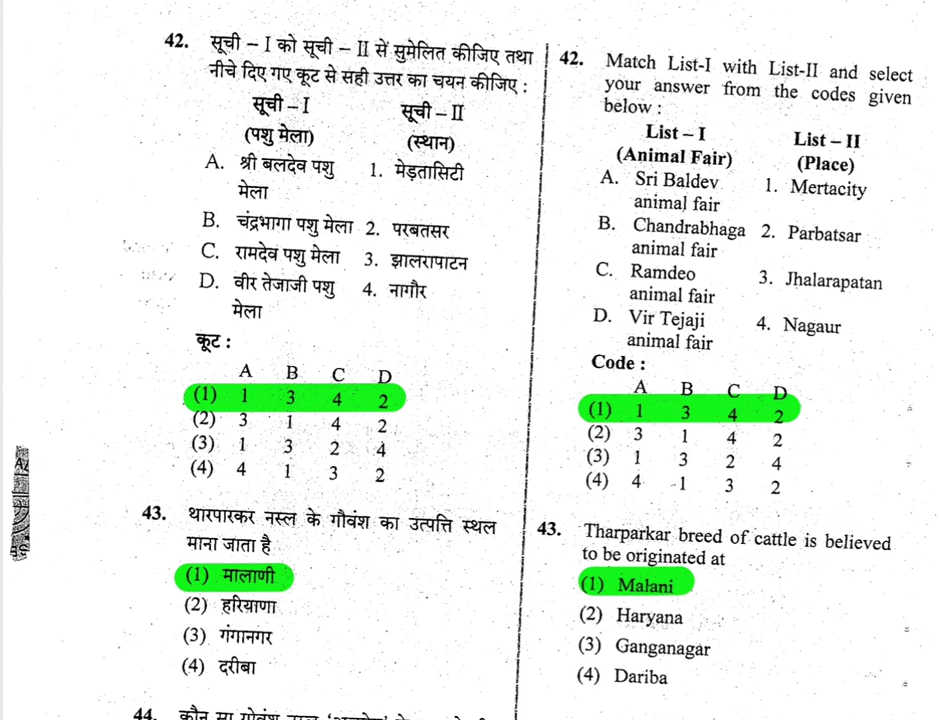 42. सूची – I को सूची – II सें सुमेलित कीजिए तथा
नीचे दिए गए कूट से सही उत्तर का चयन कीजिए :
सूची – I सूची – II
(पशु मेला) (स्थान)
A. श्री बलदेव पशु 1. मेड़तासिटी
मेला
B. चंद्रभागा पशु मेला 2. परबतसर
C. रामदेव पशु मेला 3. झालरापाटन
D. वीर तेजाजी पशु 4. नागौर
मेला
कूट :
A B C D
(1) 1 3 4 2
(2) 3 1 4 2
(3) 1 3 2 4
(4) 4 1 3 2
43. थारपारकर नस्ल के गौवंश का उत्पत्ति स्थल
माना जाता है
(1) मालाणी
(2) हरियाणा
(3) गंगानगर
(4) दरीबा
44.
42. Match List-I with List-II and select
your answer from the codes given
below :
List – I List – II
(Animal Fair) (Place)
A. Sri Baldev 1. Mertacity
animal fair
B. Chandrabhaga 2. Parbatsar
animal fair
C. Ramdeo 3. Jhalarapatan
animal fair
D. Vir Tejaji 4. Nagaur
animal fair
Code :
A B C D
(1) 1 3 4 2
(2) 3 1 4 2
(3) 1 3 2 4
(4) 4 1 3 2
43. Tharparkar breed of cattle is believed
to be originated at
(1) Malani
(2) Haryana
(3) Ganganagar
(4) Dariba